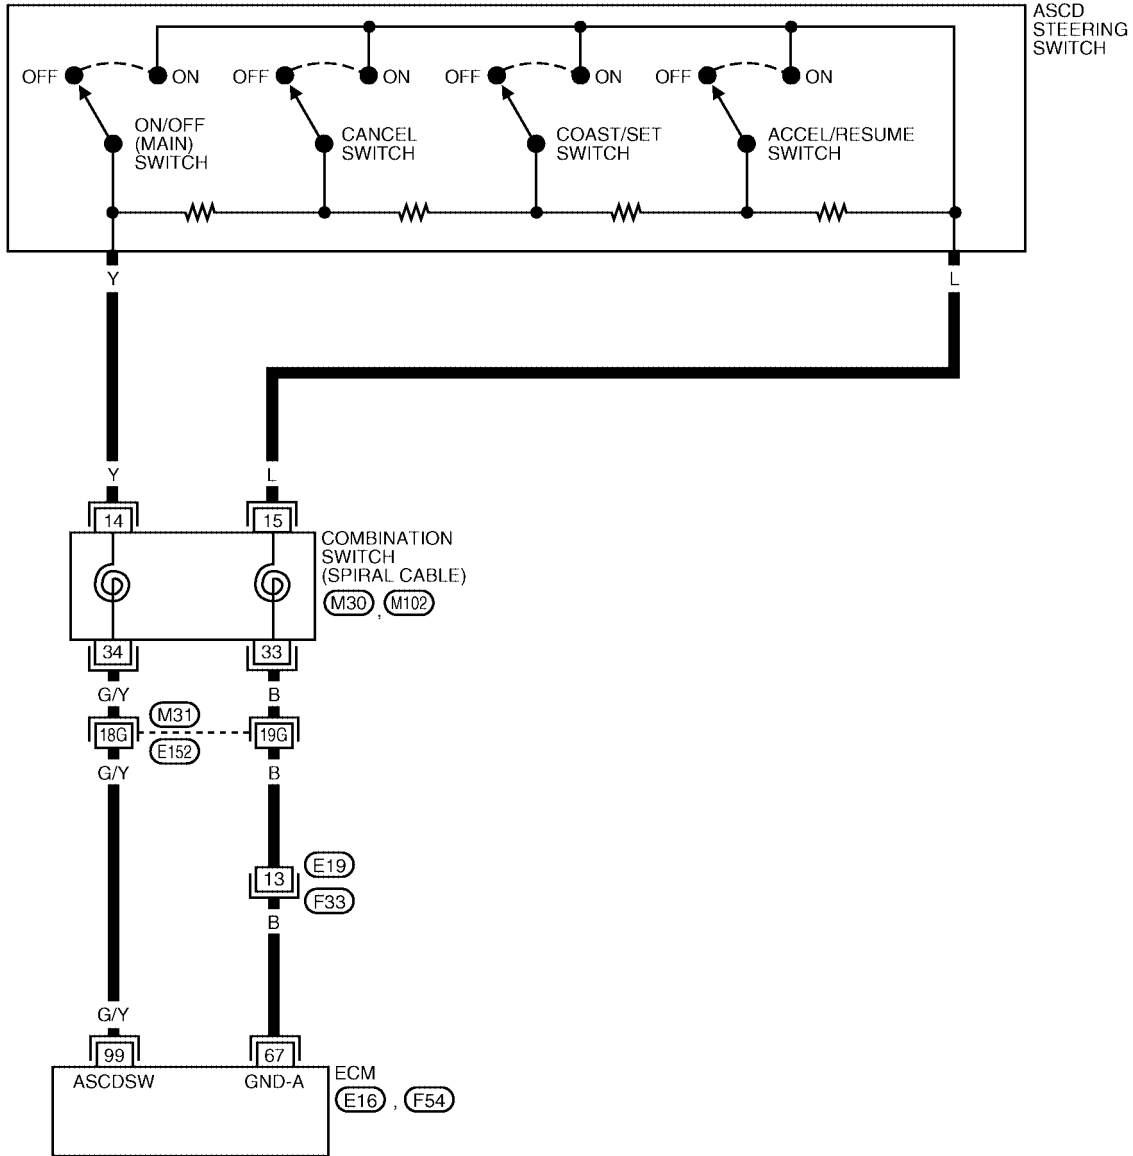 ASCD
STEERING
SWITCH
OFF ON OFF ON OFF ON OFF ON
ON/OFF
(MAIN)
SWITCH
CANCEL
SWITCH
COAST/SET
SWITCH
ACCEL/RESUME
SWITCH
Y L
Y L
14 15
COMBINATION
SWITCH
(SPIRAL CABLE)
M30 , M102
34 33
G/Y B
M31
18G 19G
E152
G/Y B
E19
13
F33
B
G/Y
99 67
ASCDSW GND-A
ECM
E16 , F54